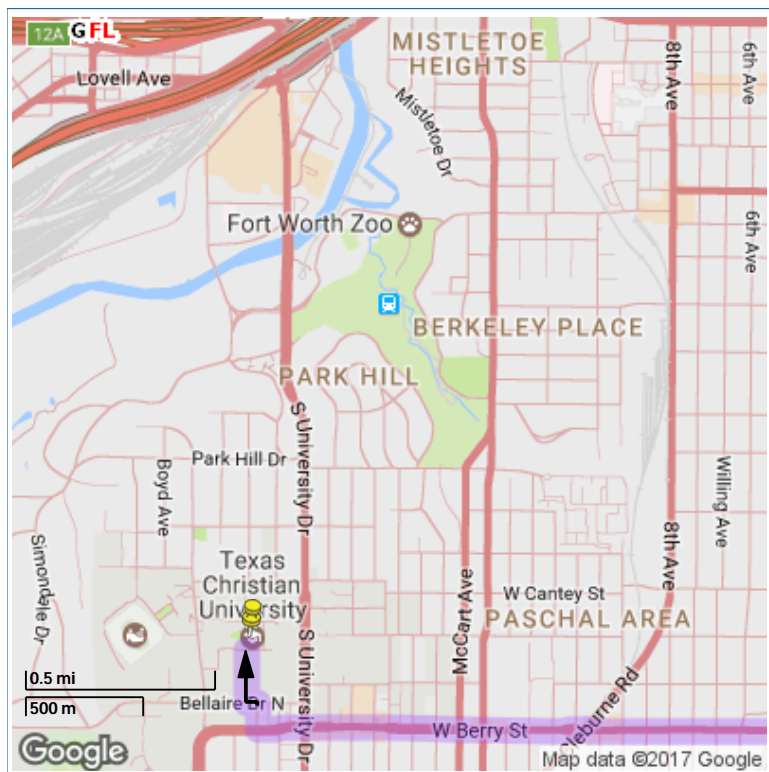 12A G FL
MISTLETOE
HEIGHTS
Lovell Ave
Mistletoe Dr
8th Ave
6th Ave
Fort Worth Zoo
6th Ave
BERKELEY PLACE
PARK HILL
S University Dr
Park Hill Dr
Boyd Ave
Willing Ave
Simondale Dr
Texas
Christian
University
8th Ave
W Cantey St
PASCHAL AREA
McCart Ave
S University Dr
0.5 mi
500 m
Bellaire Dr N
W Berry St
Cleburne Rd
Google
Map data ©2017 Google